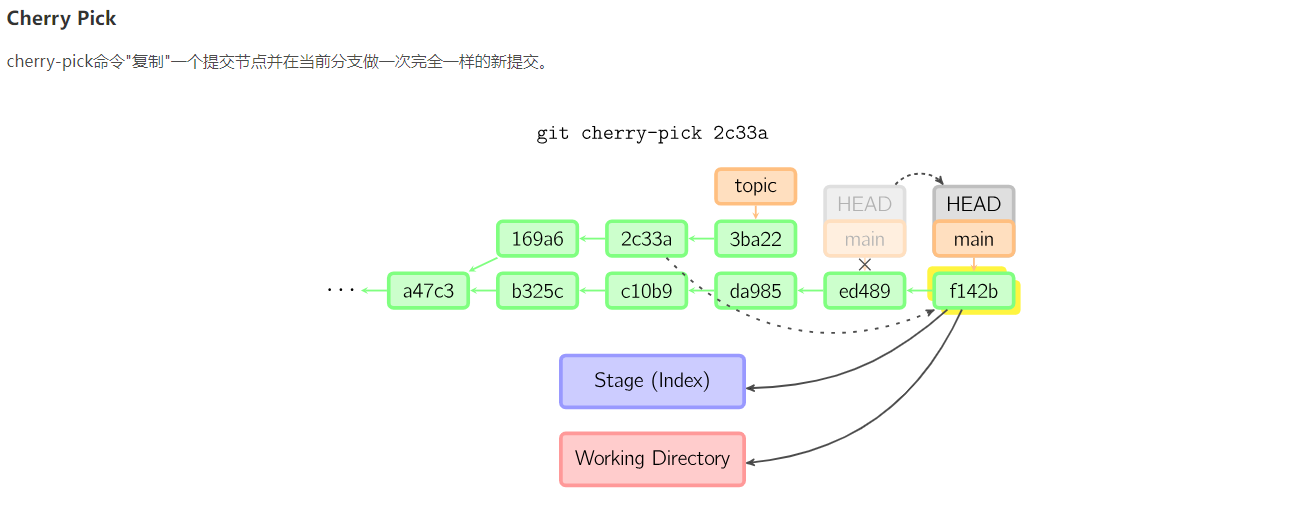 Cherry Pick
cherry-pick命令"复制"一个提交节点并在当前分支做一次完全一样的新提交。
git cherry-pick 2c33a
topic
HEAD HEAD
169a6 2c33a 3ba22 main main
··· a47c3 b325c c10b9 da985 ed489 f142b
Stage (Index)
Working Directory